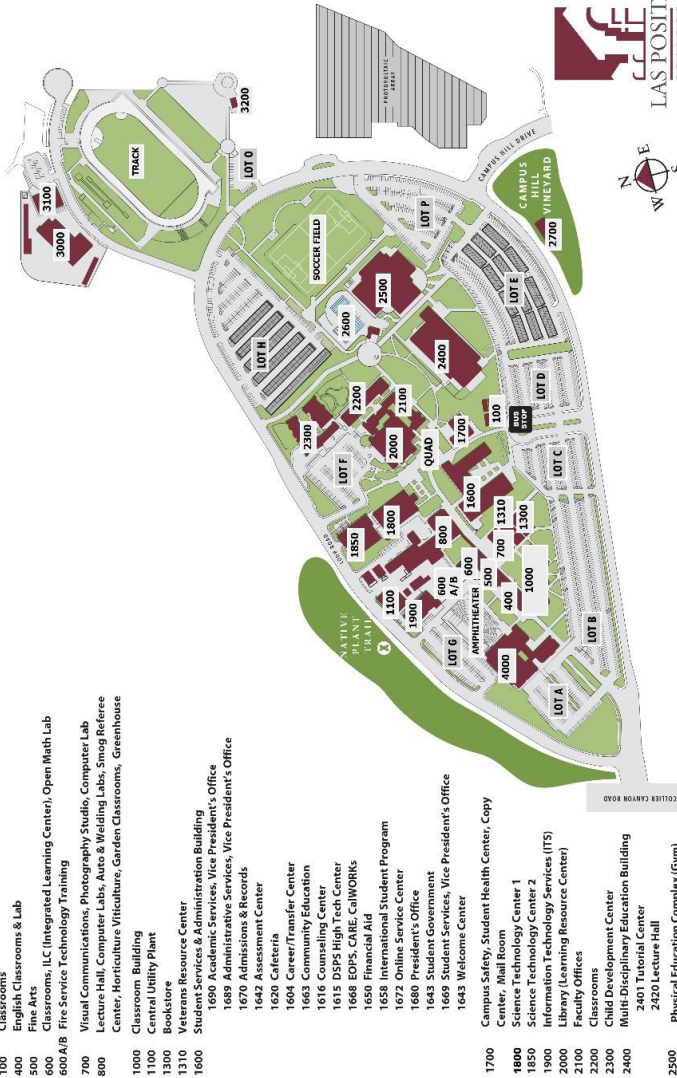 100 Classrooms
400 English Classrooms & Lab
500 Fine Arts
600 Classrooms, ILC (Integrated Learning Center), Open Math Lab
600 A/B Fire Service Technology Training
700 Visual Communications, Photography Studio, Computer Lab
800 Lecture Hall, Computer Labs, Auto & Welding Labs, Smog Referee
Center, Horticulture Viticulture, Garden Classrooms, Greenhouse
1000 Classroom Building
1100 Central Utility Plant
1300 Bookstore
1310 Veterans Resource Center
1600 Student Services & Administration Building
1690 Academic Services, Vice President's Office
1689 Administrative Services, Vice President's Office
1670 Admissions & Records
1642 Assessment Center
1620 Cafeteria
1604 Career/Transfer Center
1663 Community Education
1616 Counseling Center
1615 DSPS High Tech Center
1668 EOPS, CARE, CalWORKs
1650 Financial Aid
1658 International Student Program
1672 Online Service Center
1680 President's Office
1643 Student Government
1669 Student Services, Vice President's Office
1643 Welcome Center
1700 Campus Safety, Student Health Center, Copy
Center, Mail Room
1800 Science Technology Center 1
1850 Science Technology Center 2
1900 Information Technology Services (ITS)
2000 Library (Learning Resource Center)
2100 Faculty Offices
2200 Classrooms
2300 Child Development Center
2400 Multi-Disciplinary Education Building
2401 Tutorial Center
2420 Lecture Hall
2500 Physical Education Complex (Gym)
COLLIER CANYON ROAD
NATIVE
PLANT
TRAIL
LOOP ROAD
LOT A
LOT B
LOT G
4000
AMPHITHEATER
400
500
1000
600
A/B
600
700
1310
1300
1900
1100
800
1850
1800
1600
LOT C
BUS
STOP
100
1700
QUAD
2000
2100
LOT F
2300
2200
LOT D
2400
LOT H
2600
2500
LOT E
SOCCER FIELD
LOT P
2700
CAMPUS
HILL
VINEYARD
CAMPUS HILL DRIVE
3000
3100
TRACK
LOT O
3200
PHOTOVOLTAIC
ARRAY
N
W
E
S
LAS POSIT